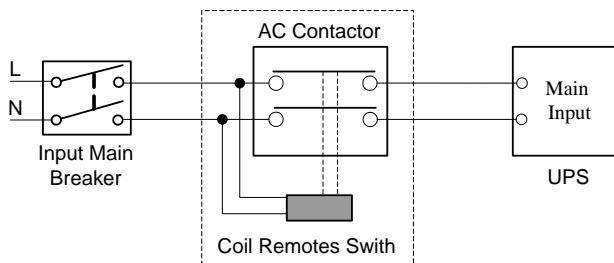 AC Contactor
L
N
Main
Input
Input Main
Breaker
UPS
Coil Remotes Swith